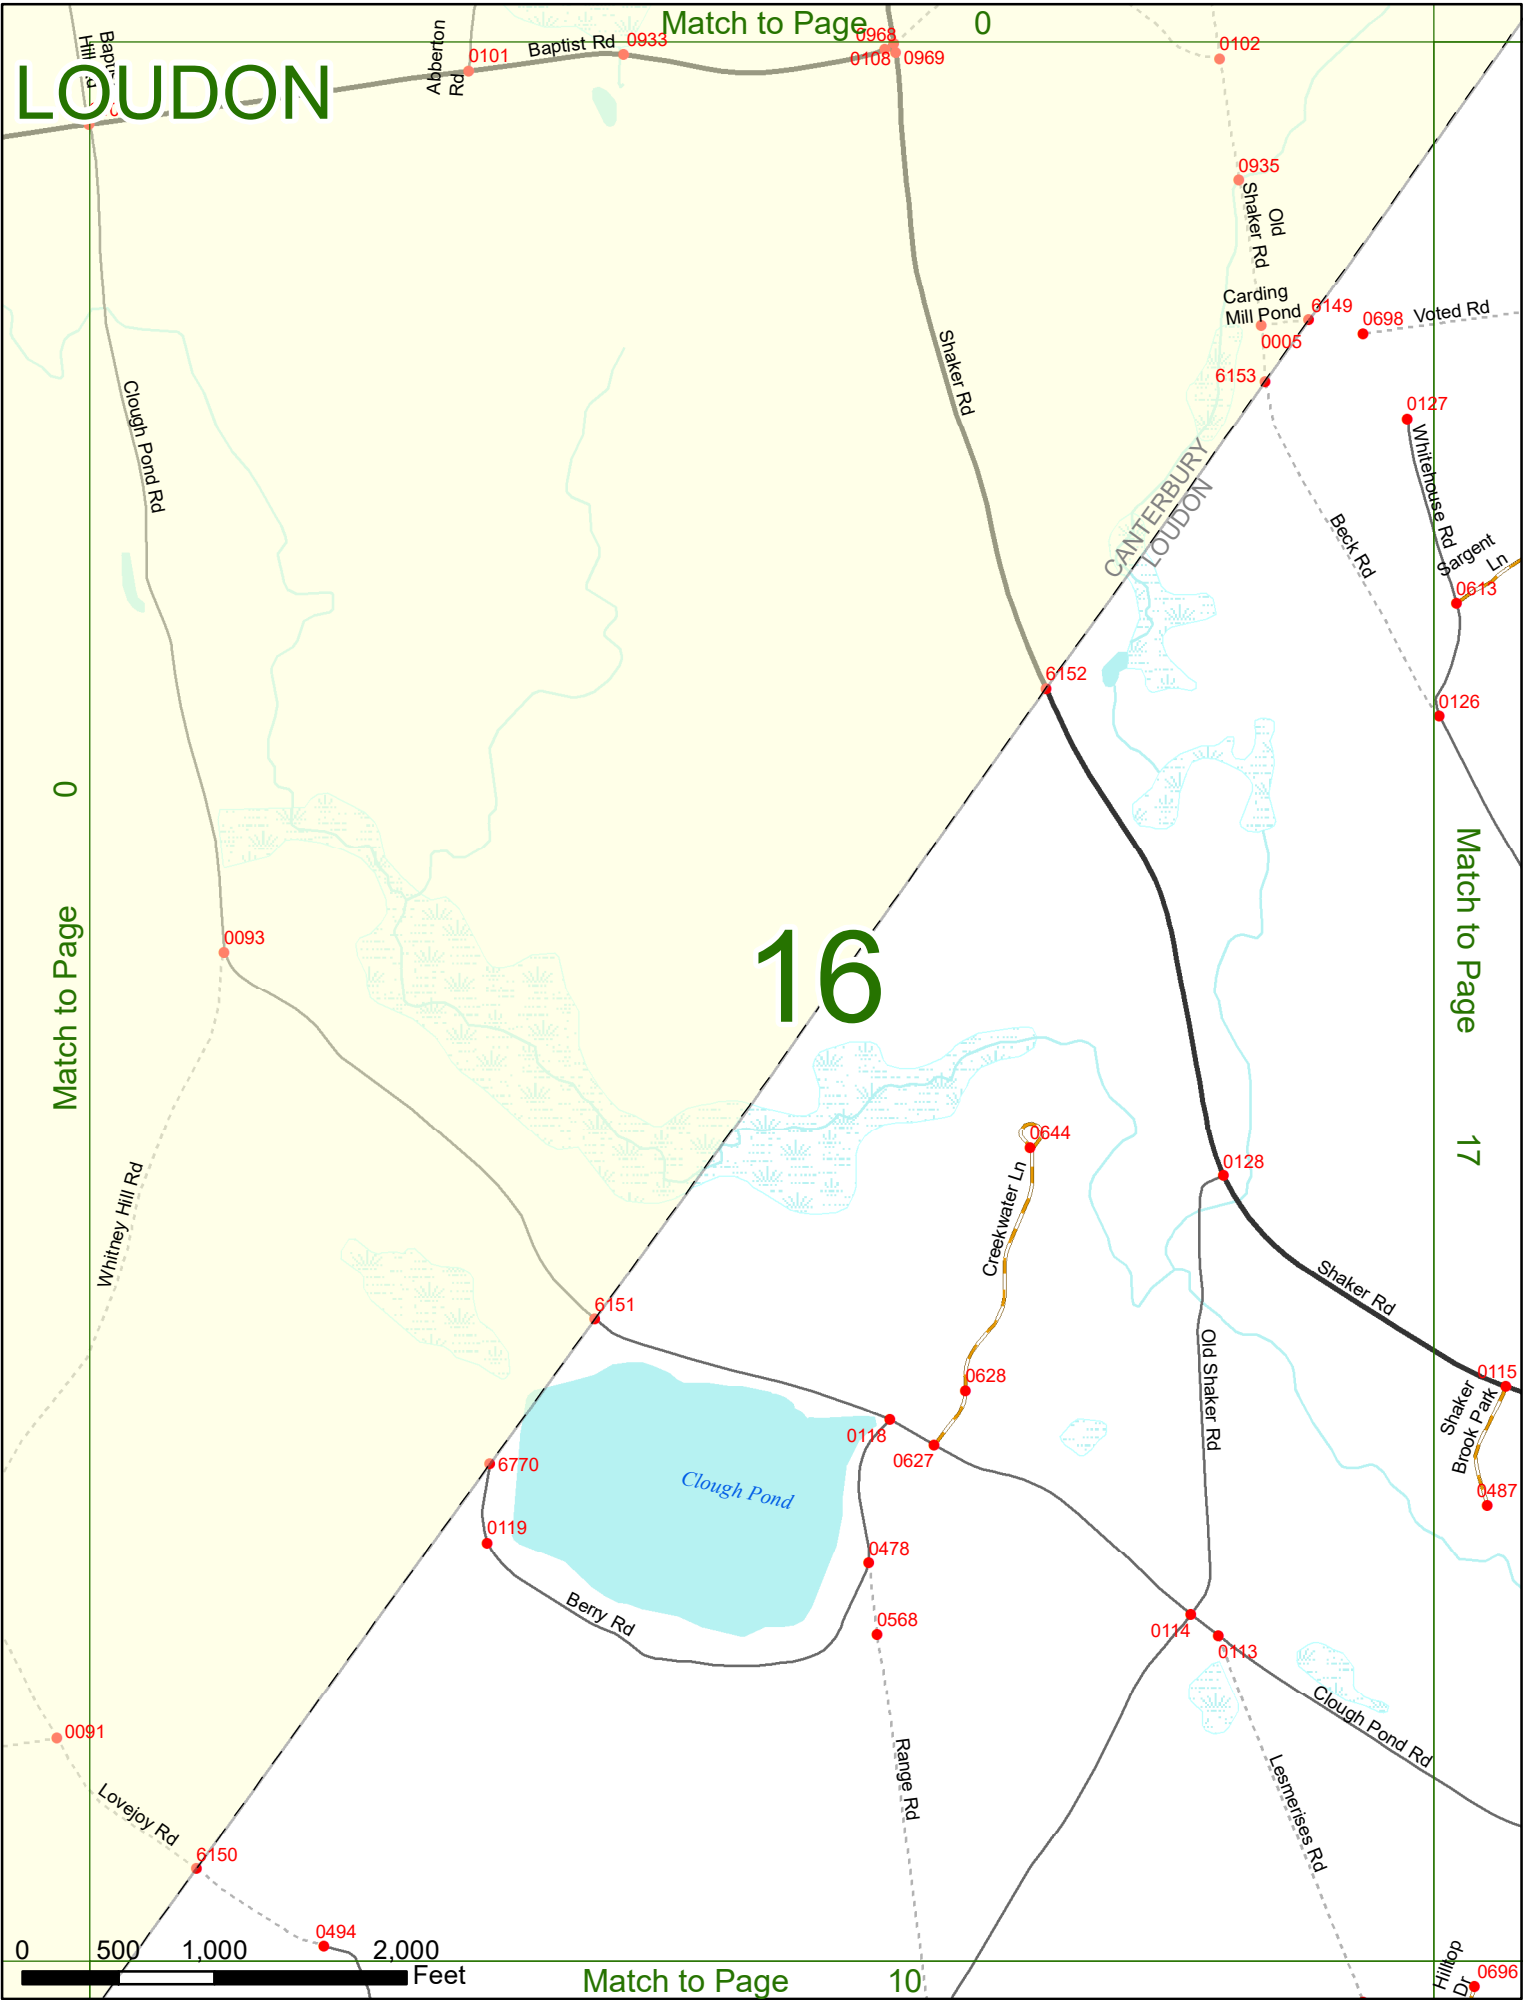 Match to Page 0
LOUDON
Hill Rd
Abberton
Rd
0101
Baptist Rd
0933
0968
0108
0969
0102
0935
Old
Shaker Rd
Carding
Mill Pond
6149
0005
0698
Voted Rd
6153
0127
Whitehouse Rd
Shaker Rd
Clough Pond Rd
CANTERBURY
LOUDON
Beck Rd
Sargent
Ln
0613
6152
0126
Match to Page 0
Match to Page 17
16
0093
0644
Creekwater Ln
0128
Whitney Hill Rd
Shaker Rd
6151
Old Shaker Rd
0628
0115
Shaker
Brook Park
0118
0627
6770
Clough Pond
0487
0119
0478
Berry Rd
0568
0114
0113
Clough Pond Rd
0091
Range Rd
Lesmerises Rd
Lovejoy Rd
6150
0494
0 500 1,000 2,000
Feet
Match to Page 10
Hilltop
Dr
0696